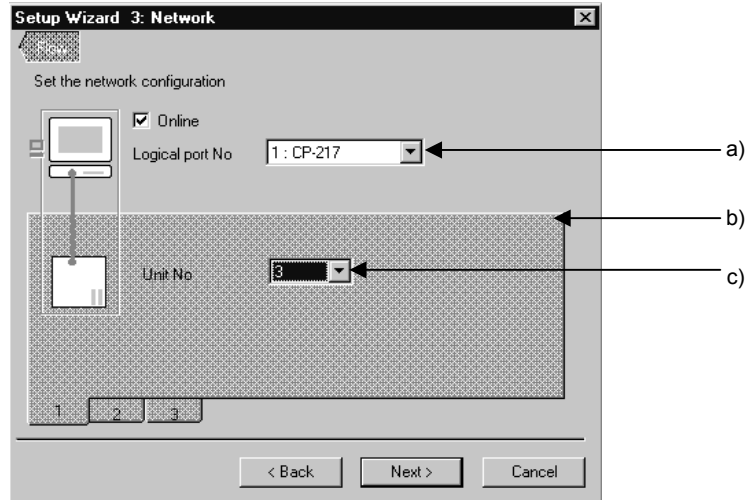 Setup Wizard 3: Network
Set the network configuration
Online
Logical port No 1 : CP-217 a)
b)
Unit No 3 c)
1 2 3
< Back Next > Cancel